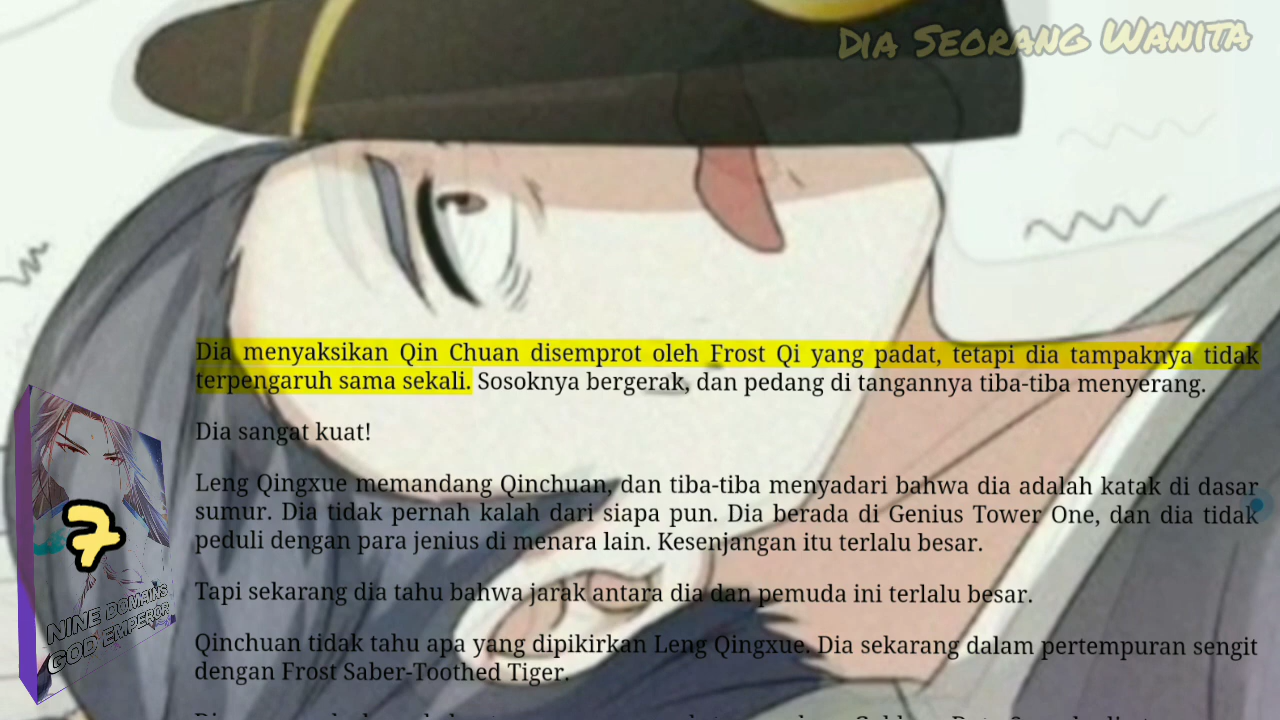 Dia Seorang Wanita
Dia menyaksikan Qin Chuan disemprot oleh Frost Qi yang padat, tetapi dia tampaknya tidak
terpengaruh sama sekali. Sosoknya bergerak, dan pedang di tangannya tiba-tiba menyerang.
Dia sangat kuat!
Leng Qingxue memandang Qinchuan, dan tiba-tiba menyadari bahwa dia adalah katak di dasar
sumur. Dia tidak pernah kalah dari siapa pun. Dia berada di Genius Tower One, dan dia tidak
peduli dengan para jenius di menara lain. Kesenjangan itu terlalu besar.
Tapi sekarang dia tahu bahwa jarak antara dia dan pemuda ini terlalu besar.
Qinchuan tidak tahu apa yang dipikirkan Leng Qingxue. Dia sekarang dalam pertempuran sengit
dengan Frost Saber-Toothed Tiger.
7
NINE DOMAINS
GOD EMPEROR